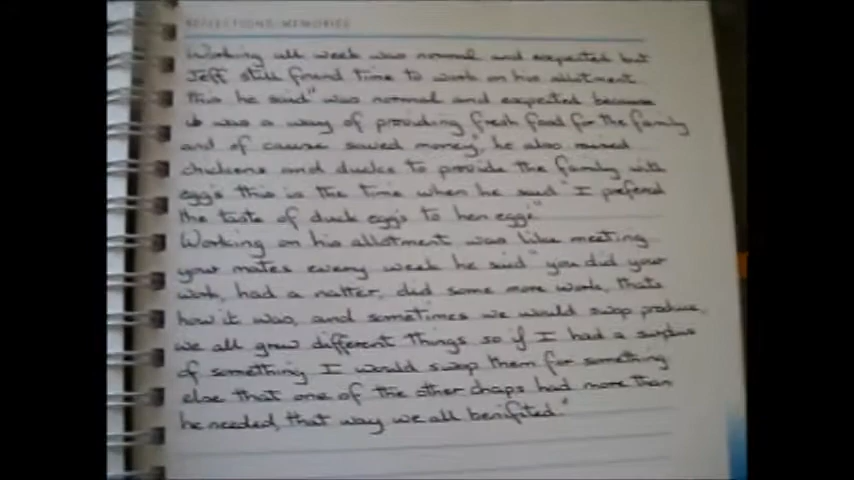 REFLECTIONS/MEMORIES
Working all week was normal and expected but
Jeff still found time to work on his allotment
this he said "was normal and expected because
it was a way of providing fresh food for the family
and of cause saved money", he also raised
chickens and ducks to provide the family with
eggs this is the time when he said "I preferd
the taste of duck eggs to hen eggs"
Working on his allotment was like meeting
your mates every week he said "you did your
work, had a natter, did some more work, thats
how it was, and sometimes we would swap produce,
we all grew different things so if I had a surplus
of something I would swap them for something
else that one of the other chaps had more than
he needed, that way we all benifited."